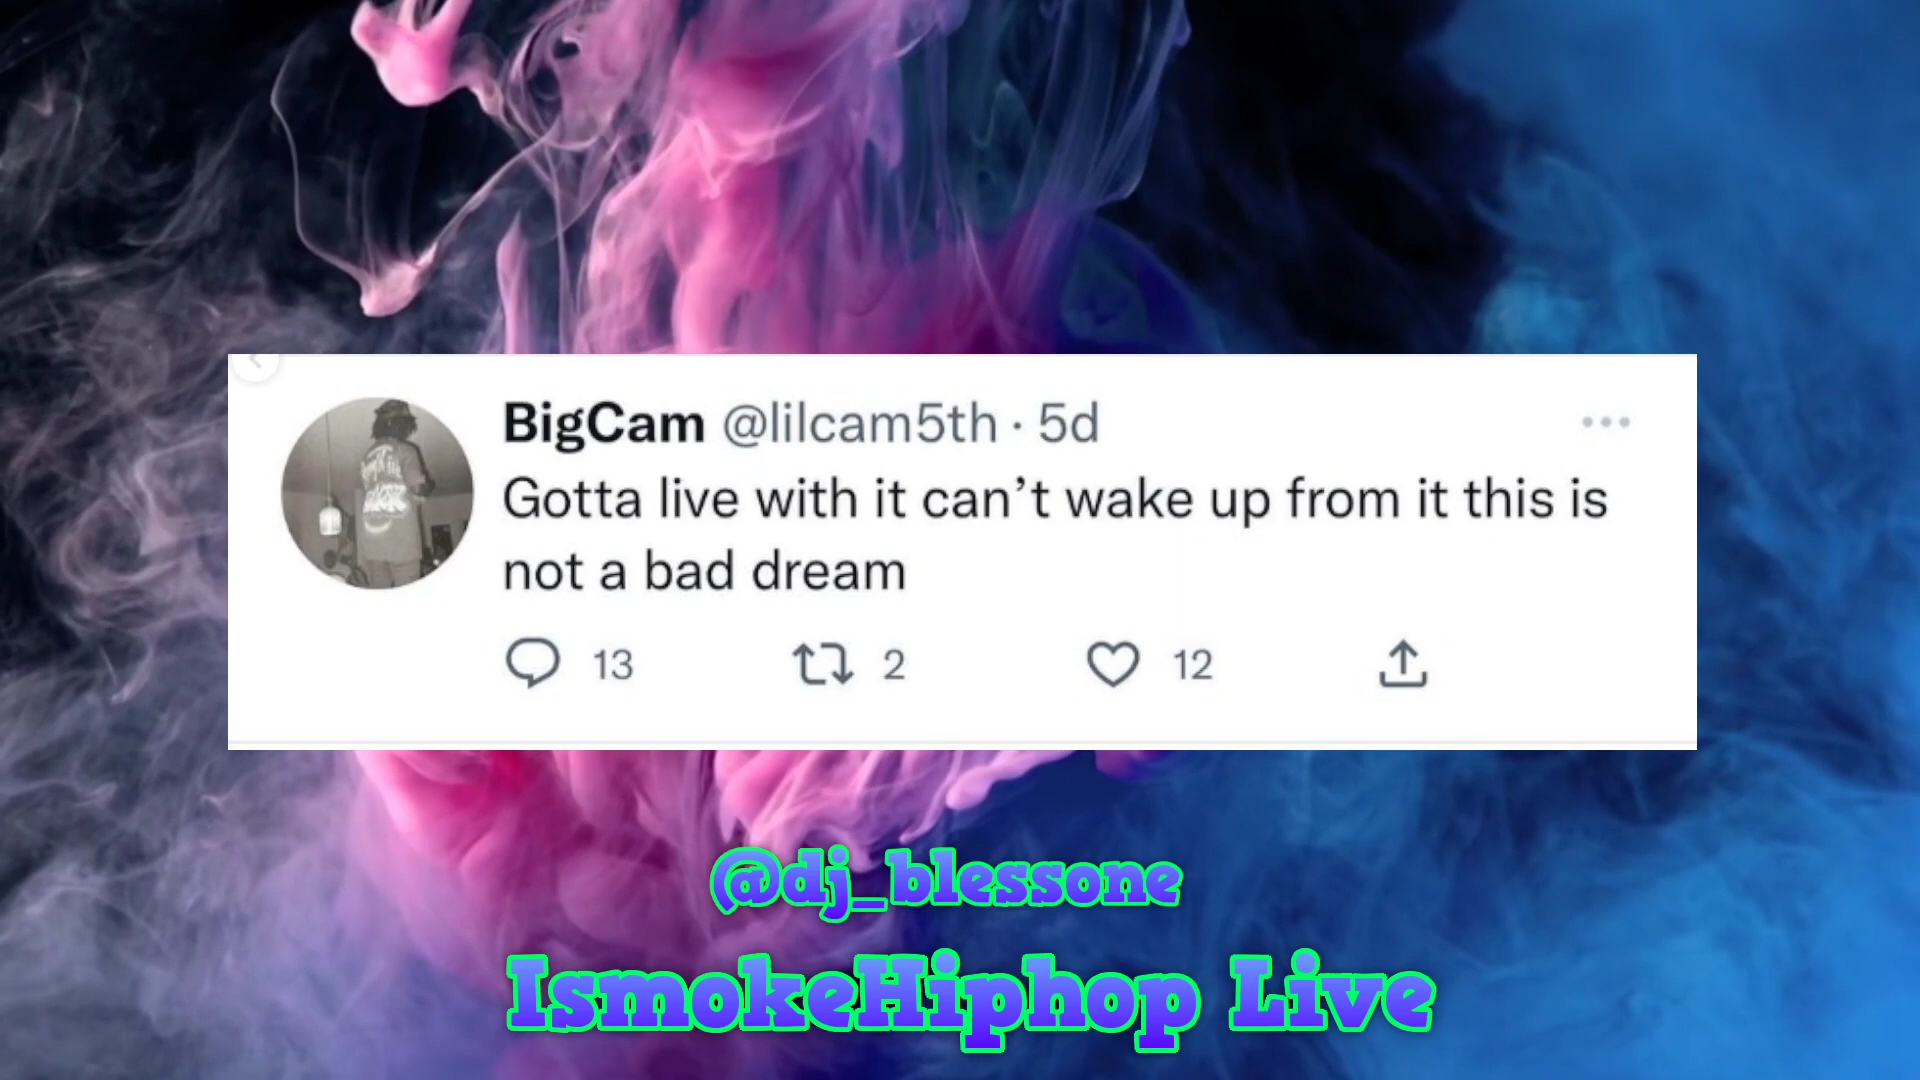 BigCam @lilcam5th · 5d
Gotta live with it can’t wake up from it this is
not a bad dream
13 2 12
@dj_blessone
IsmokeHiphop Live